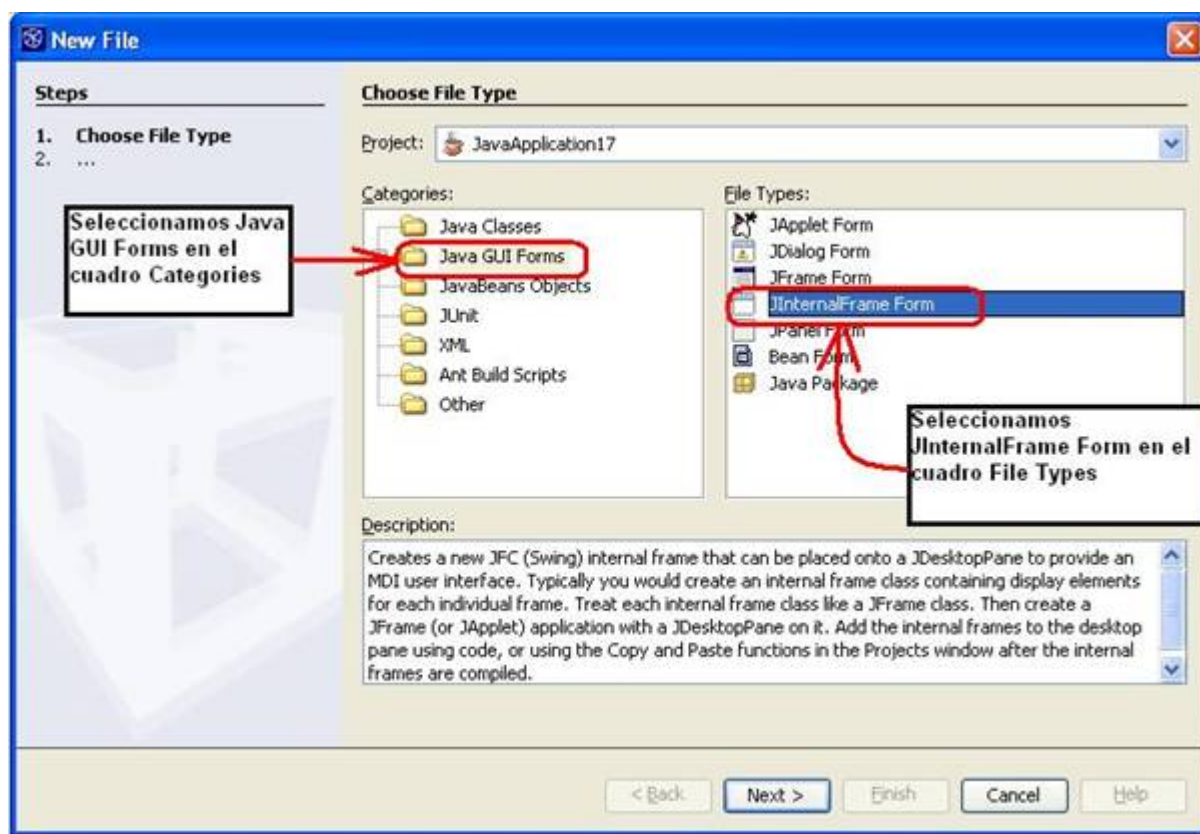 New File
Steps
1. Choose File Type
2. ...
Seleccionamos Java
GUI Forms en el
cuadro Categories
Choose File Type
Project:
JavaApplication17
Categories:
Java Classes
Java GUI Forms
JavaBeans Objects
JUnit
XML
Ant Build Scripts
Other
File Types:
JApplet Form
JDialog Form
JFrame Form
JInternalFrame Form
JPanel Form
Bean Form
Java Package
Seleccionamos
JInternalFrame Form en el
cuadro File Types
Description:
Creates a new JFC (Swing) internal frame that can be placed onto a JDesktopPane to provide an
MDI user interface. Typically you would create an internal frame class containing display elements
for each individual frame. Treat each internal frame class like a JFrame class. Then create a
JFrame (or JApplet) application with a JDesktopPane on it. Add the internal frames to the desktop
pane using code, or using the Copy and Paste functions in the Projects window after the internal
frames are compiled.
< Back
Next >
Finish
Cancel
Help